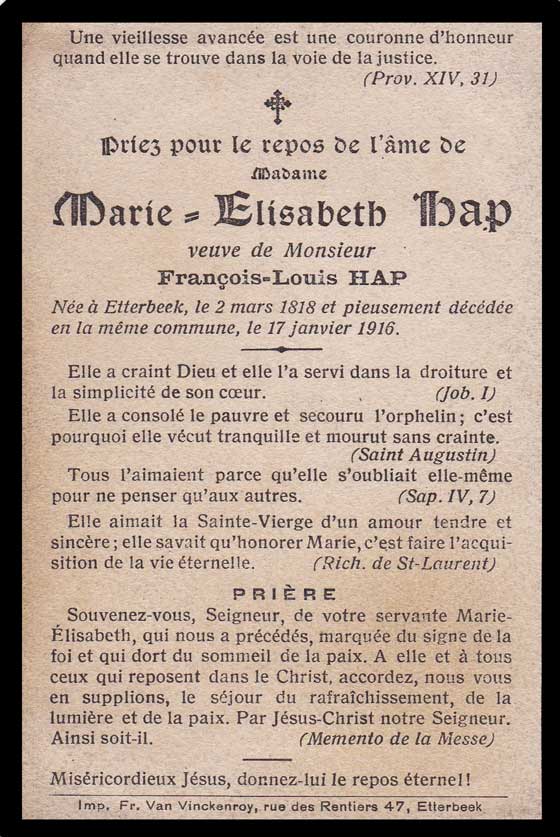 Une vieillesse avancée est une couronne d'honneur
quand elle se trouve dans la voie de la justice.
(Prov. XIV, 31)
Priez pour le repos de l'âme de
Madame
Marie = Elisabeth Hap
veuve de Monsieur
François-Louis HAP
Née à Etterbeek, le 2 mars 1818 et pieusement décédée
en la même commune, le 17 janvier 1916.
Elle a craint Dieu et elle l'a servi dans la droiture et
la simplicité de son cœur. (Job. I)
Elle a consolé le pauvre et secouru l'orphelin ; c'est
pourquoi elle vécut tranquille et mourut sans crainte.
(Saint Augustin)
Tous l'aimaient parce qu'elle s'oubliait elle-même
pour ne penser qu'aux autres. (Sap. IV, 7)
Elle aimait la Sainte-Vierge d'un amour tendre et
sincère ; elle savait qu'honorer Marie, c'est faire l'acqui-
sition de la vie éternelle. (Rich. de St-Laurent)
PRIÈRE
Souvenez-vous, Seigneur, de votre servante Marie-
Élisabeth, qui nous a précédés, marquée du signe de la
foi et qui dort du sommeil de la paix. A elle et à tous
ceux qui reposent dans le Christ, accordez, nous vous
en supplions, le séjour du rafraîchissement, de la
lumière et de la paix. Par Jésus-Christ notre Seigneur.
Ainsi soit-il. (Memento de la Messe)
Miséricordieux Jésus, donnez-lui le repos éternel !
Imp. Fr. Van Vinckenroy, rue des Rentiers 47, Etterbeek